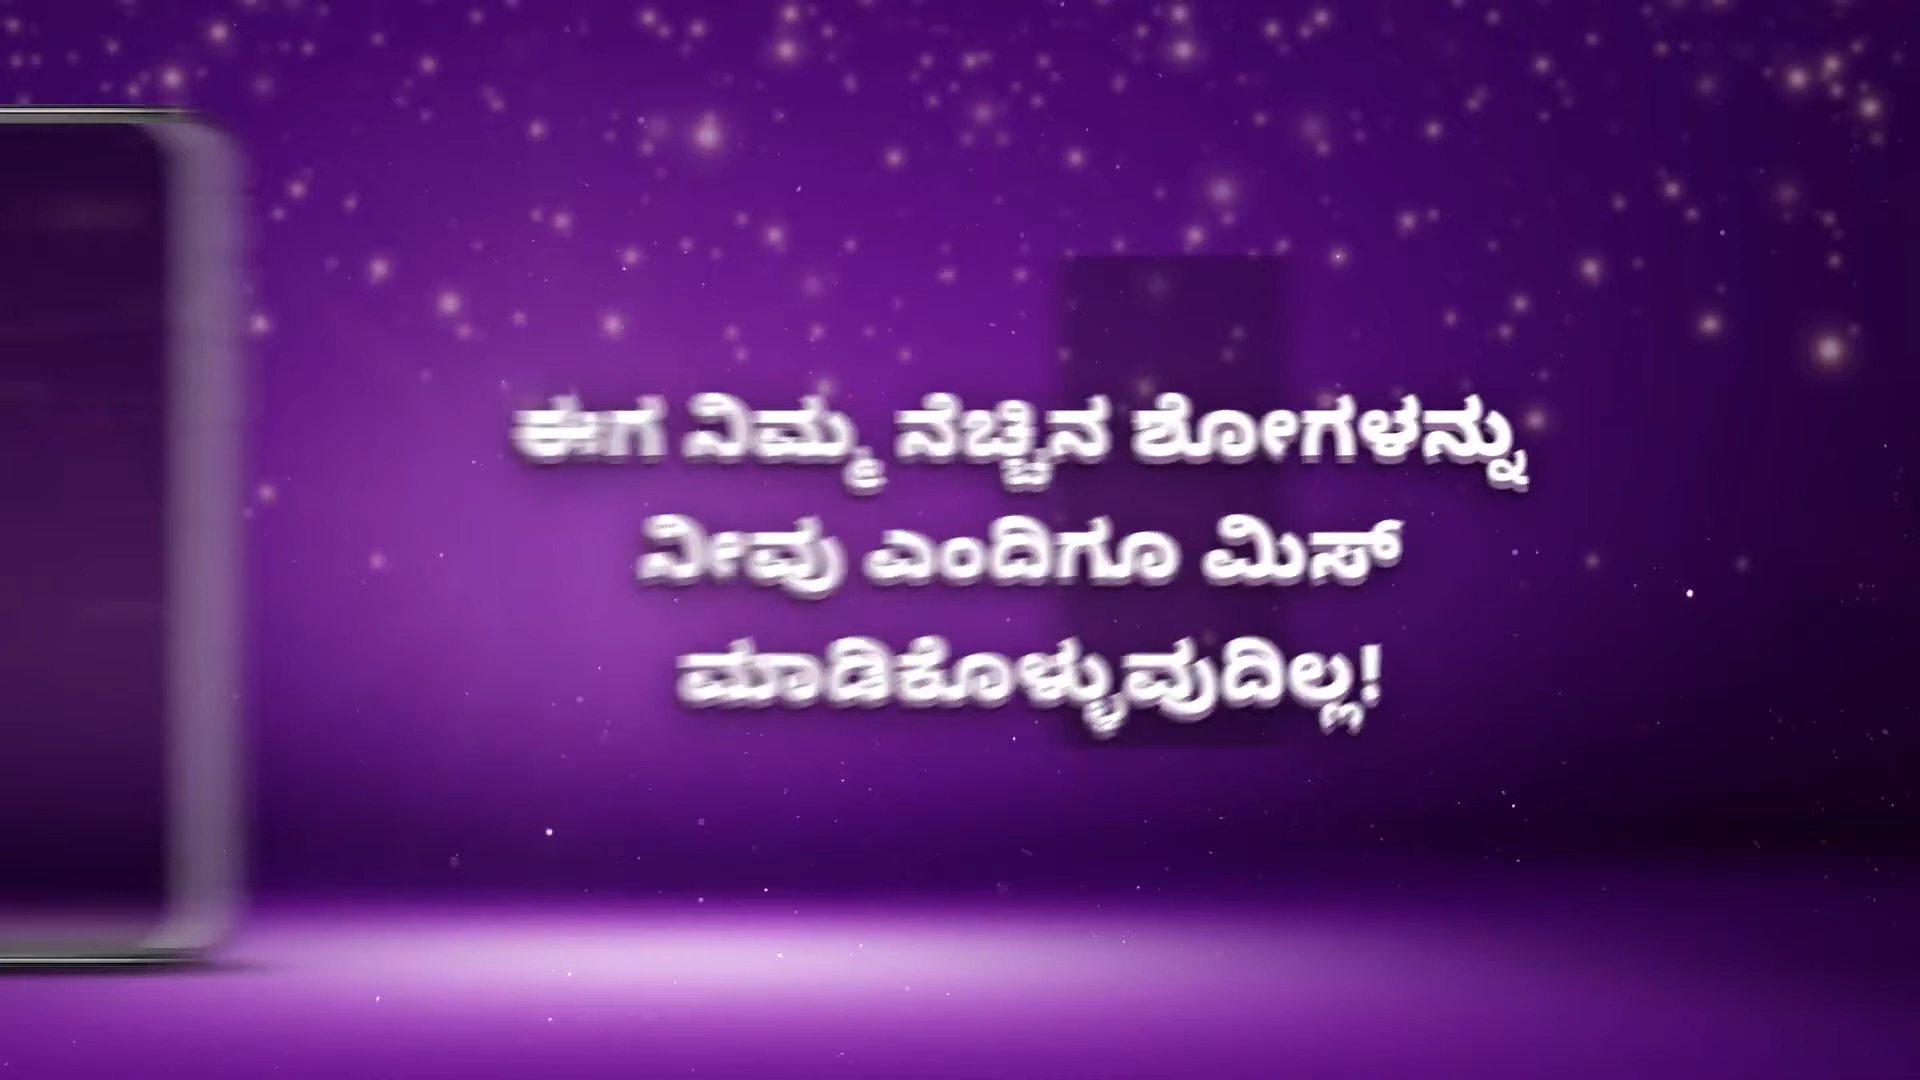 ಈಗ ನಿಮ್ಮ ನೆಚ್ಚಿನ ಶೋಗಳನ್ನು
ನೀವು ಎಂದಿಗೂ ಮಿಸ್
ಮಾಡಿಕೊಳ್ಳುವುದಿಲ್ಲ!